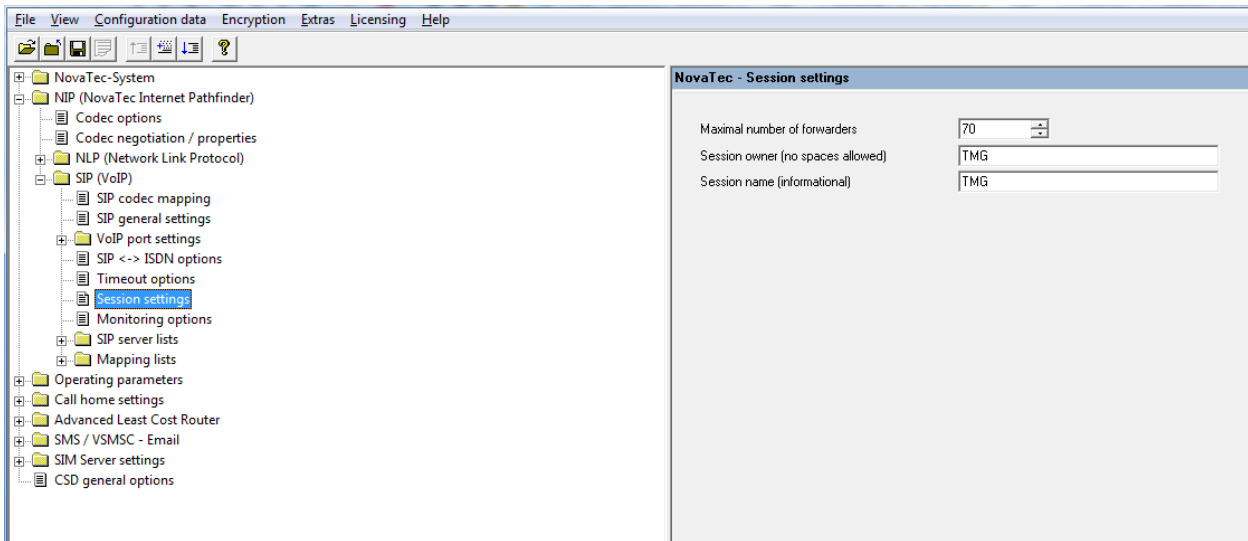 File View Configuration data Encryption Extras Licensing Help
NovaTec-System
NIP (NovaTec Internet Pathfinder)
Codec options
Codec negotiation / properties
NLP (Network Link Protocol)
SIP (VoIP)
SIP codec mapping
SIP general settings
VoIP port settings
SIP <-> ISDN options
Timeout options
Session settings
Monitoring options
SIP server lists
Mapping lists
Operating parameters
Call home settings
Advanced Least Cost Router
SMS / VSMSC - Email
SIM Server settings
CSD general options
NovaTec - Session settings
Maximal number of forwarders 70
Session owner (no spaces allowed) TMG
Session name (informational) TMG